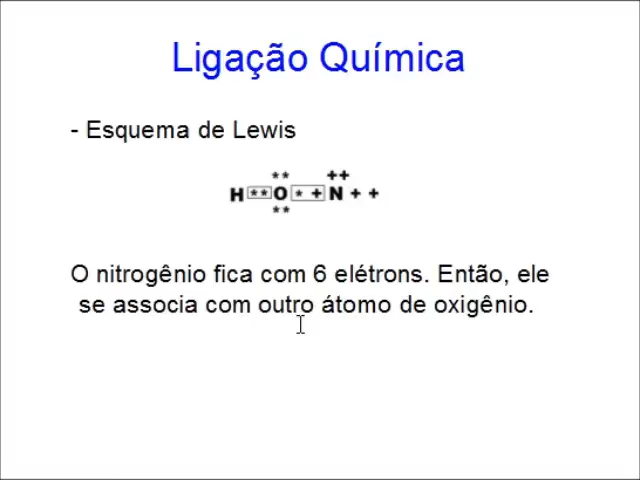 Ligação Química
- Esquema de Lewis
** ++
H ** O * + N + +
**
O nitrogênio fica com 6 elétrons. Então, ele
se associa com outro átomo de oxigênio.